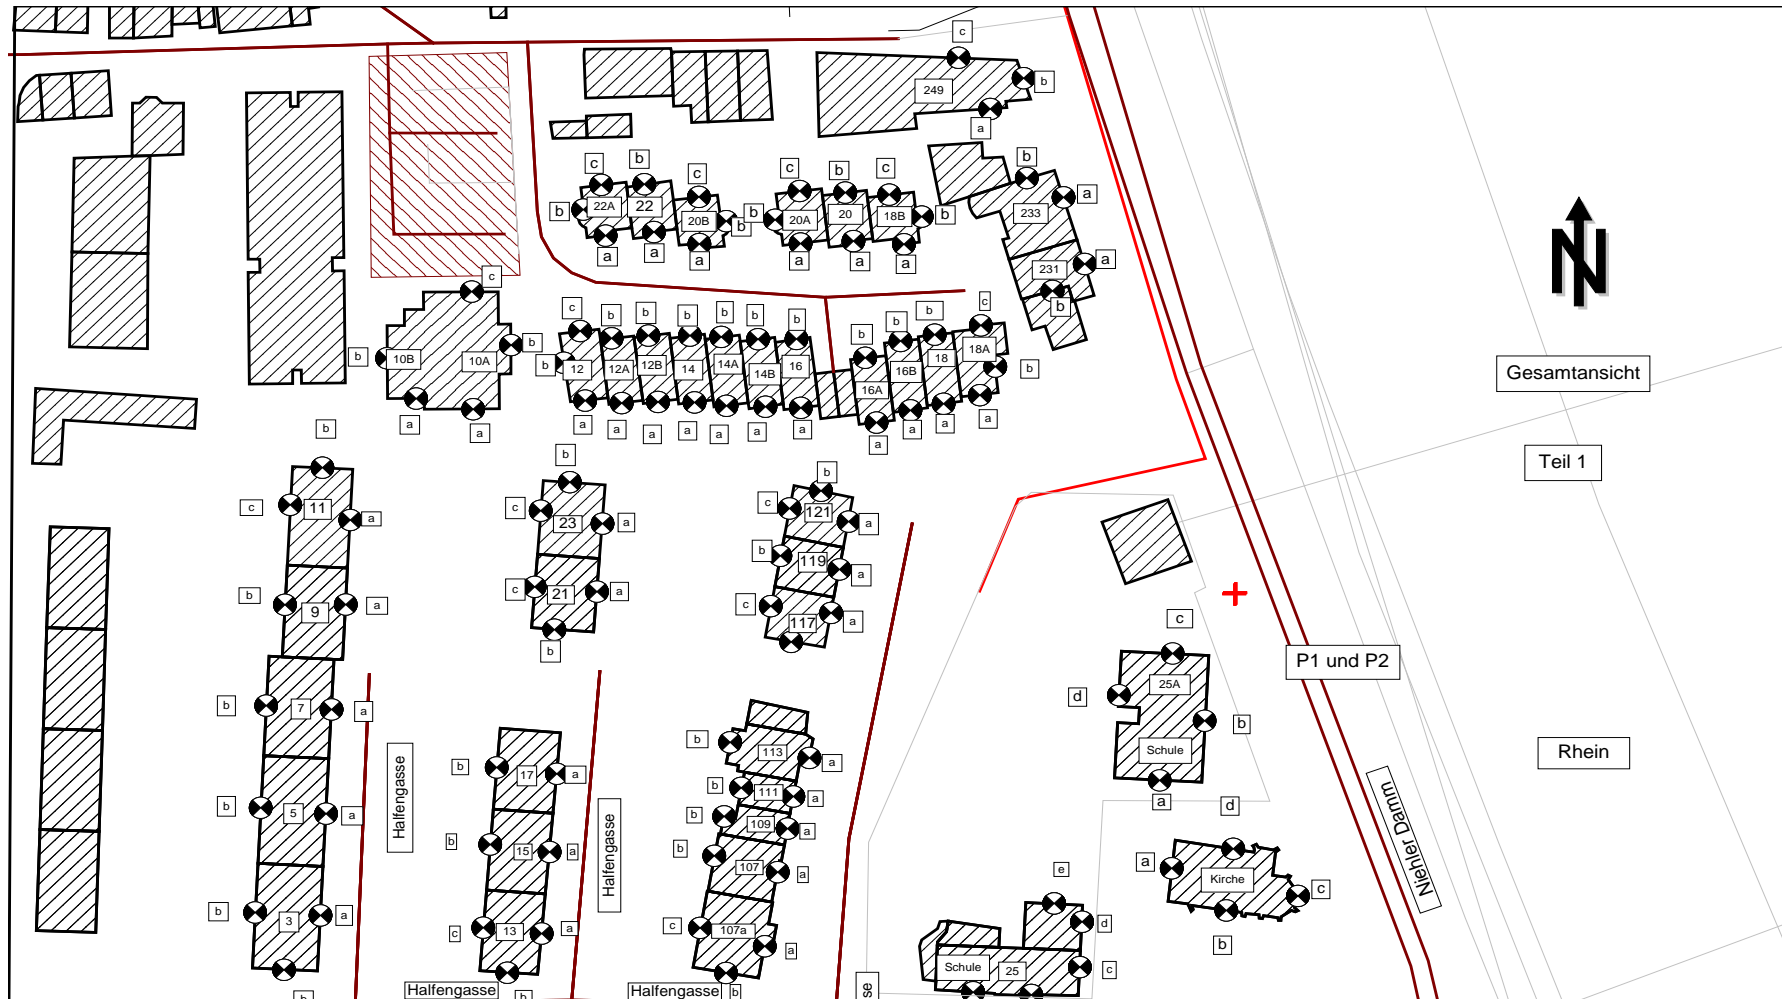 c
249
b
a
c
b
c
c
b
c
b
a
22A
22
20B
20A
20
18B
233
b
b
b
b
a
a
a
a
a
a
231
a
b
N
c
c
b
b
b
b
b
b
b
b
b
c
b
10B
10A
b
b
12
12A
12B
14
14A
14B
16
16A
16B
18
18A
b
a
a
a
a
a
a
a
a
a
a
a
a
a
a
Gesamtansicht
Teil 1
b
b
b
c
11
a
c
23
a
c
121
a
b
9
a
c
21
a
b
119
a
b
c
117
a
c
P1 und P2
b
7
a
d
25A
b
Schule
a
d
Rhein
b
113
a
b
17
a
b
111
a
b
5
a
b
109
a
b
15
a
b
107
a
Halfengasse
Halfengasse
Niehler Damm
a
Kirche
c
b
e
d
b
3
a
c
13
a
c
107a
a
Schule
25
c
b
Halfengasse
b
Halfengasse
b
se